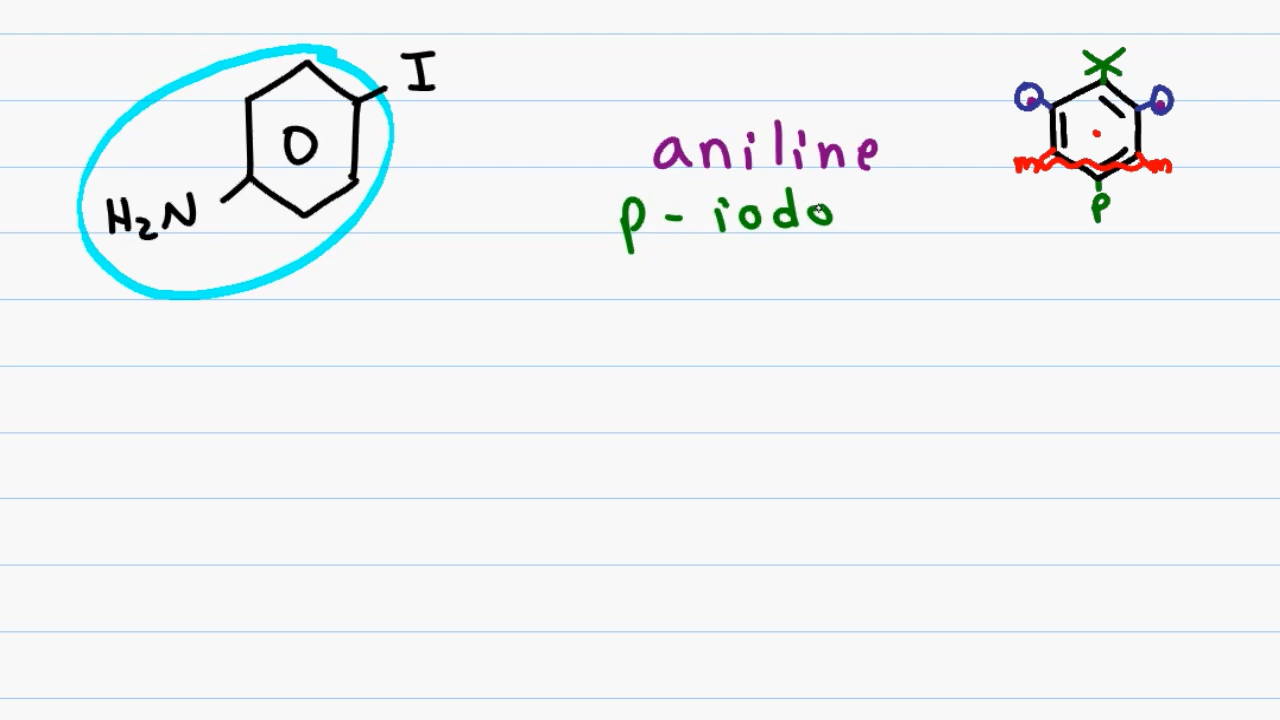 I
H₂N
aniline
p - iodo
X
O O
m m
P